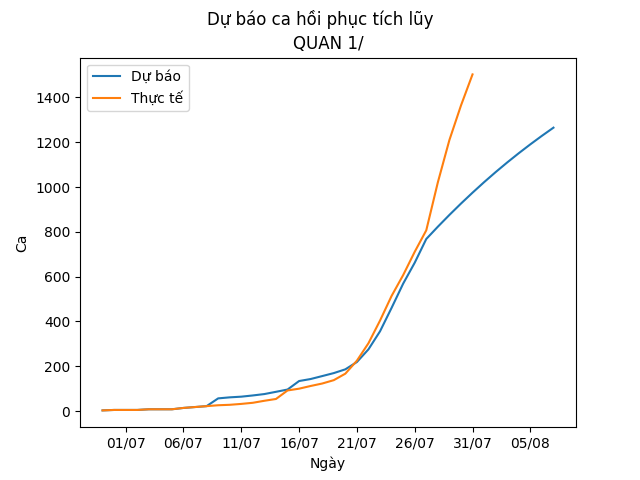 Dự báo ca hồi phục tích lũy
QUAN 1/
Dự báo
Thực tế
1400
1200
1000
800
600
400
200
0
Ca
01/07 06/07 11/07 16/07 21/07 26/07 31/07 05/08
Ngày